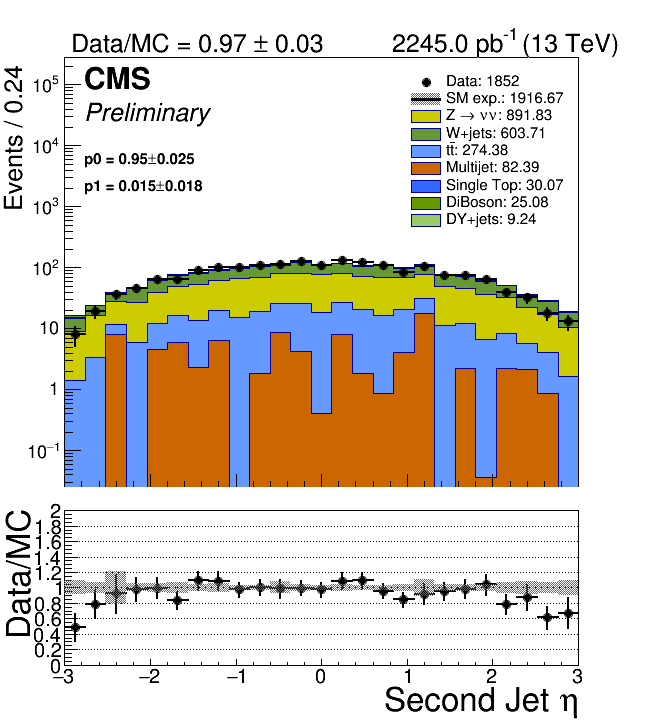 Data/MC = 0.97 ± 0.03 2245.0 pb⁻¹ (13 TeV)
CMS
Preliminary
p0 = 0.95±0.025
p1 = 0.015±0.018
Data: 1852
SM exp.: 1916.67
Z → νν: 891.83
W+jets: 603.71
tt̄: 274.38
Multijet: 82.39
Single Top: 30.07
DiBoson: 25.08
DY+jets: 9.24
Events / 0.24
10⁵
10⁴
10³
10²
10
1
10⁻¹
Data/MC
2
1.8
1.6
1.4
1.2
1
0.8
0.6
0.4
0.2
0
−3 −2 −1 0 1 2 3
Second Jet η